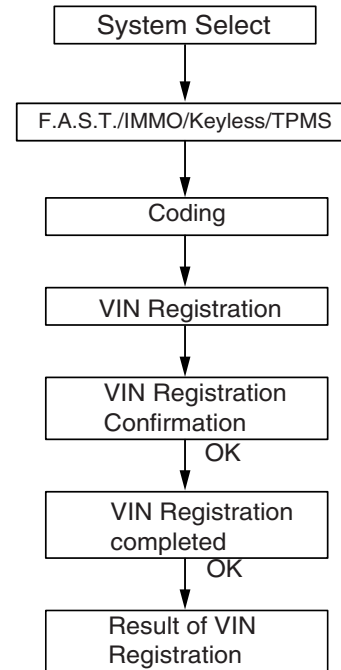 System Select
F.A.S.T./IMMO/Keyless/TPMS
Coding
VIN Registration
VIN Registration
Confirmation
OK
VIN Registration
completed
OK
Result of VIN
Registration